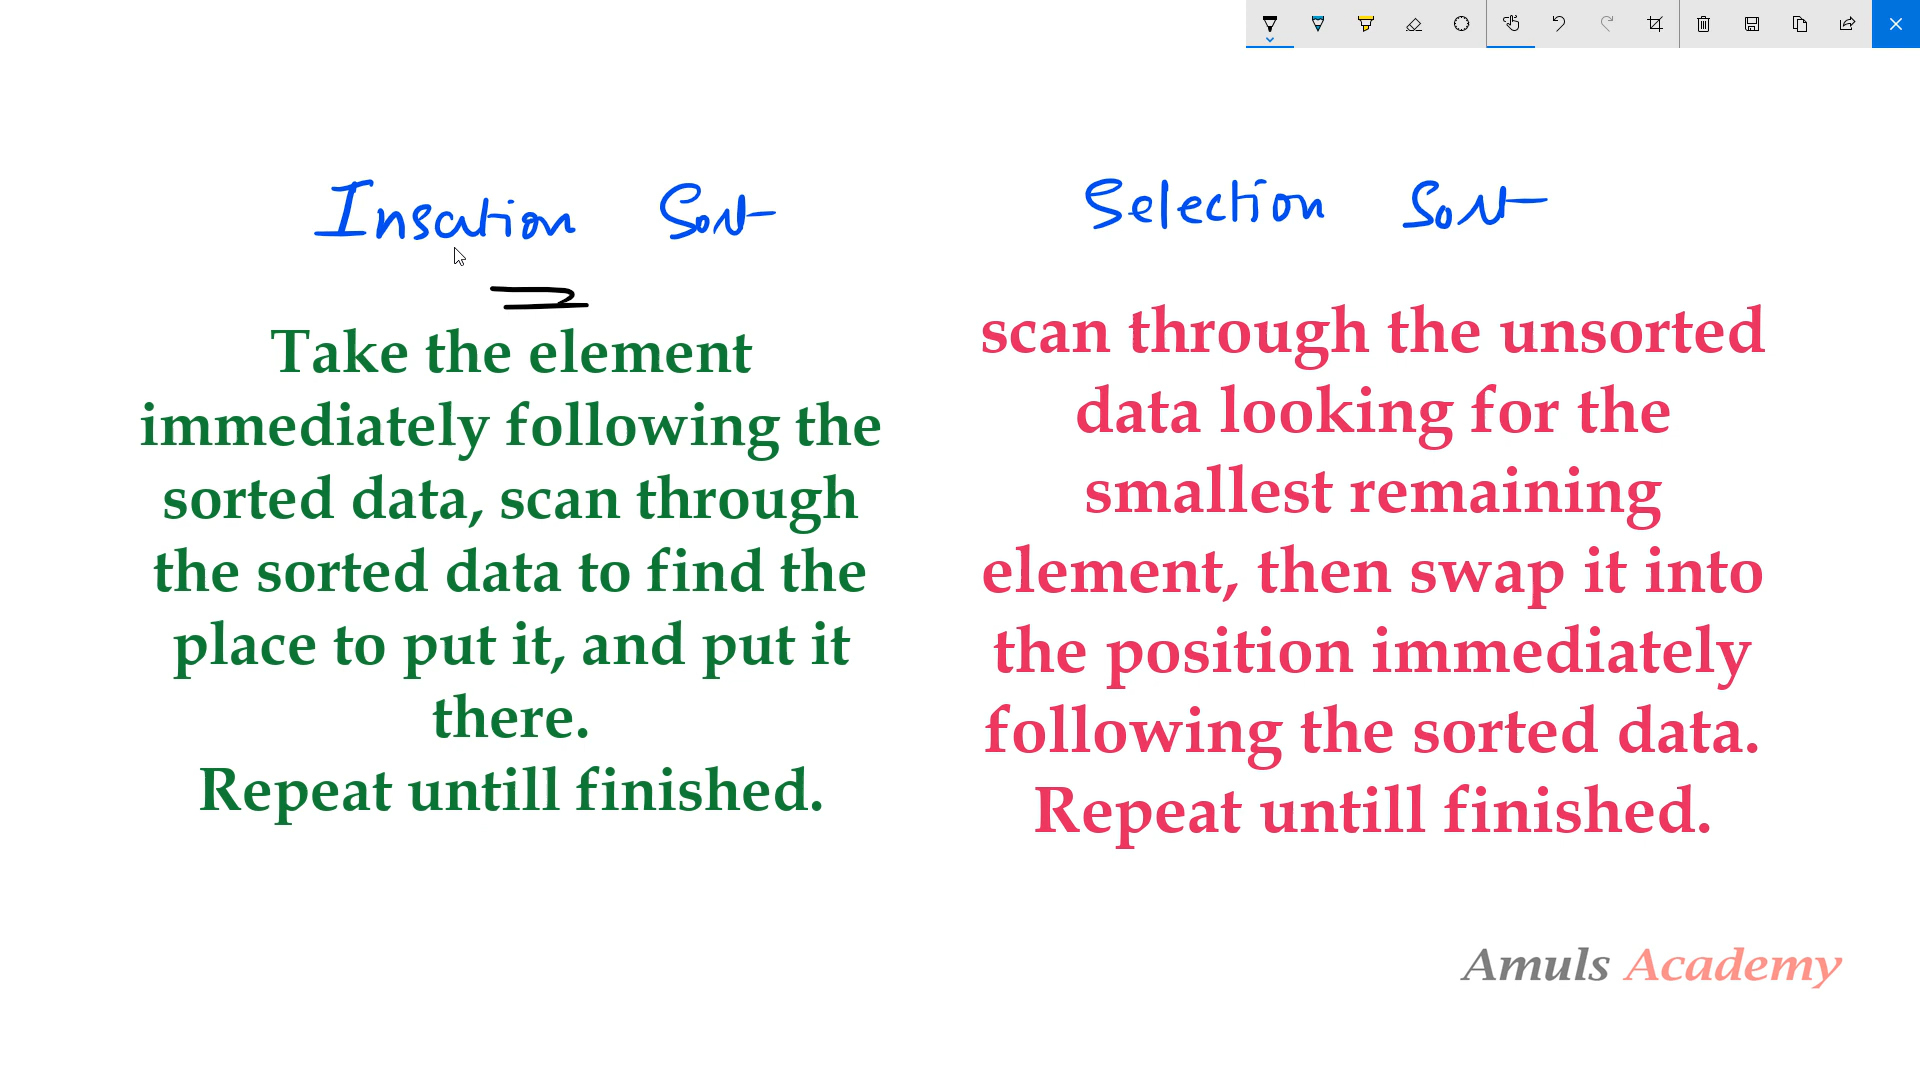 Insertion Sort
Take the element
immediately following the
sorted data, scan through
the sorted data to find the
place to put it, and put it
there.
Repeat untill finished.
Selection Sort
scan through the unsorted
data looking for the
smallest remaining
element, then swap it into
the position immediately
following the sorted data.
Repeat untill finished.
Amuls Academy